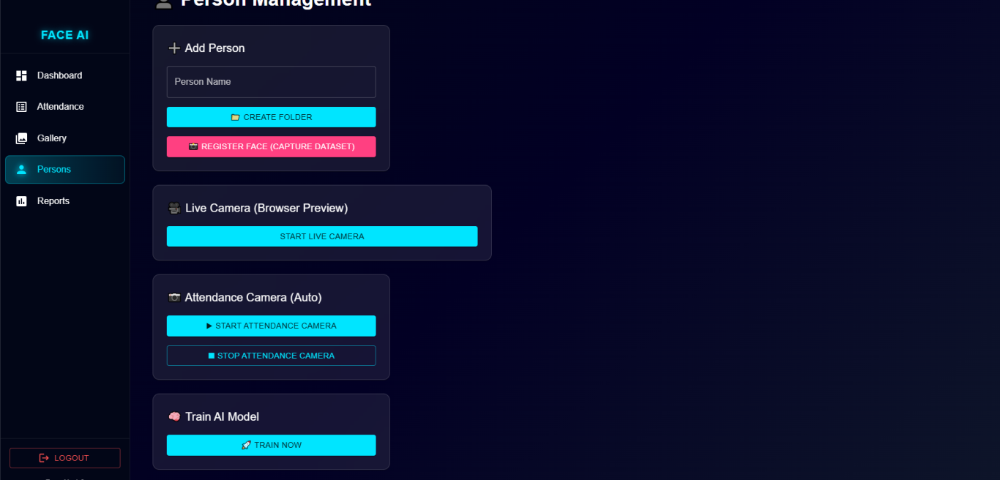 Person Management
FACE AI
Dashboard
Attendance
Gallery
Persons
Reports
LOGOUT
Add Person
Person Name
CREATE FOLDER
REGISTER FACE (CAPTURE DATASET)
Live Camera (Browser Preview)
START LIVE CAMERA
Attendance Camera (Auto)
START ATTENDANCE CAMERA
STOP ATTENDANCE CAMERA
Train AI Model
TRAIN NOW